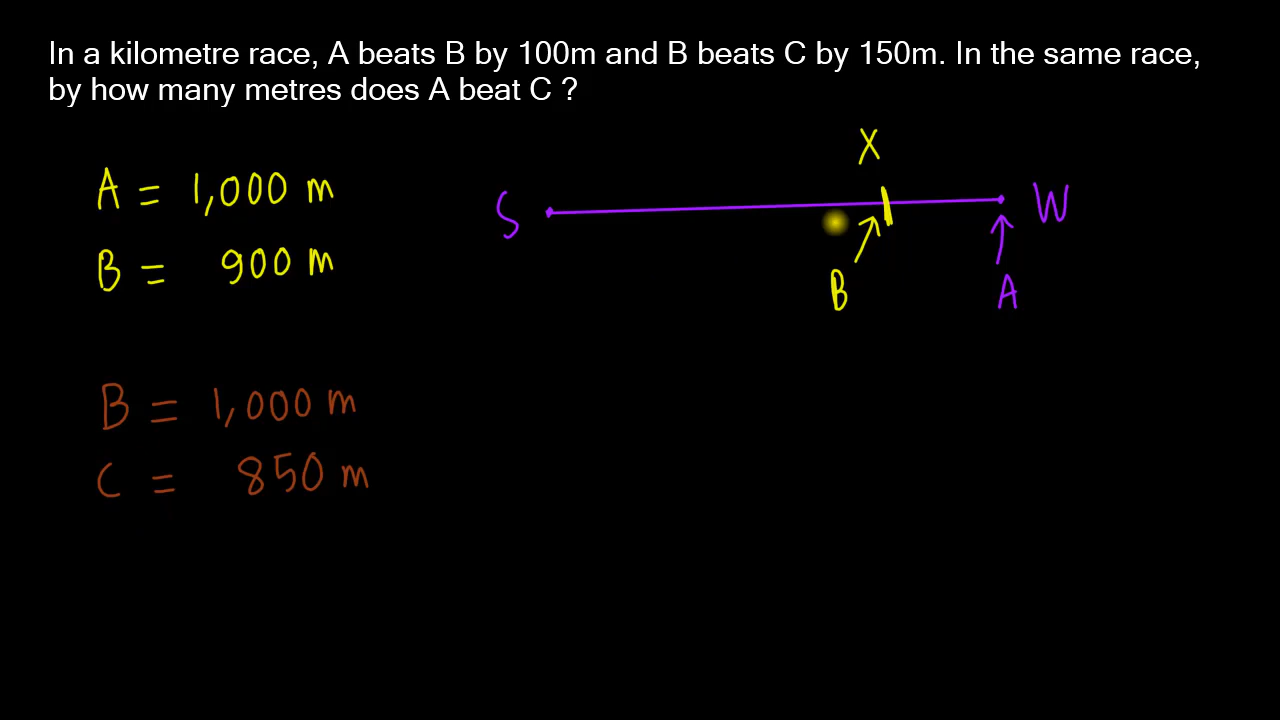 In a kilometre race, A beats B by 100m and B beats C by 150m. In the same race,
by how many metres does A beat C ?
X
A = 1,000 m
S
W
B = 900 m
B
A
B = 1,000 m
C = 850 m